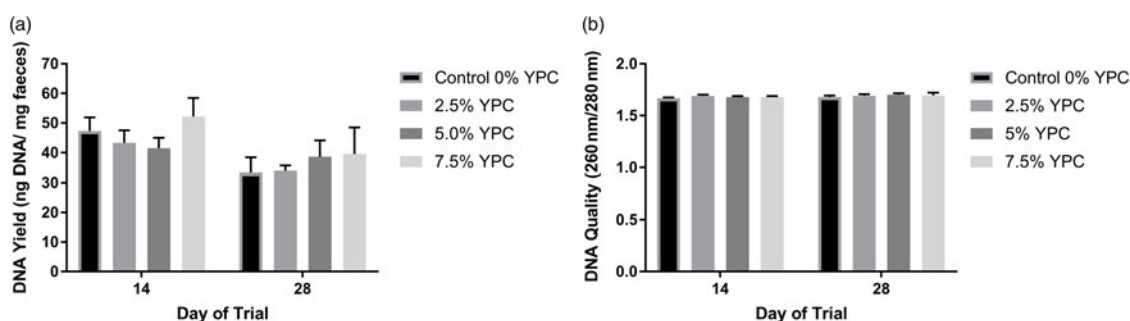 (a)
DNA Yield (ng DNA/ mg faeces)
70
60
50
40
30
20
10
0
14
28
Day of Trial
Control 0% YPC
2.5% YPC
5.0% YPC
7.5% YPC
(b)
DNA Quality (260 nm/280 nm)
2.0
1.5
1.0
0.5
0.0
14
28
Day of Trial
Control 0% YPC
2.5% YPC
5% YPC
7.5% YPC